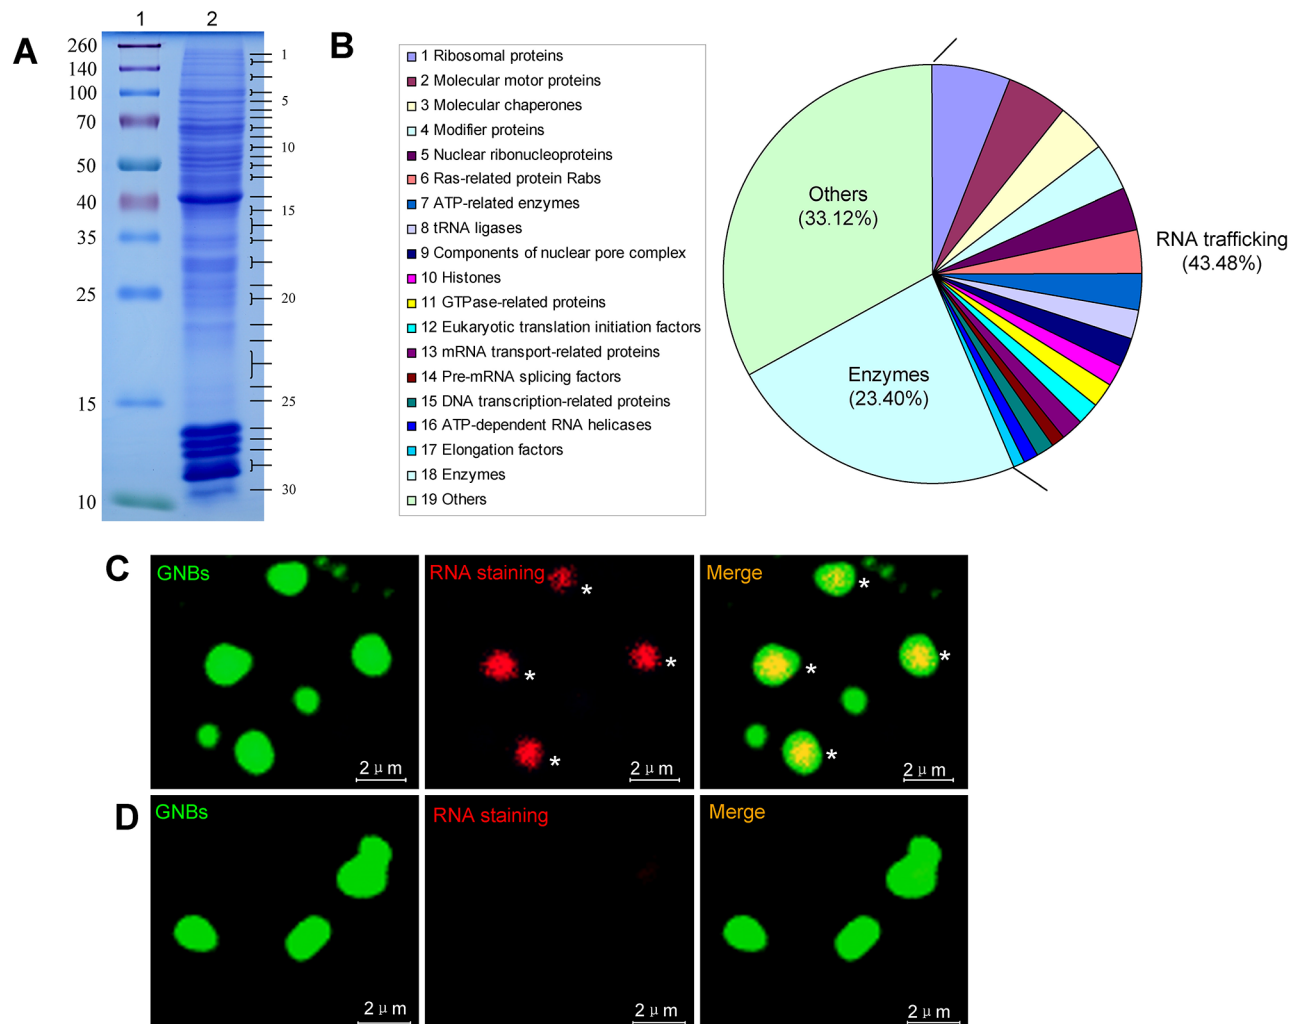 A
1 2
260
140
100
70
50
40
35
25
15
10
1
5
10
15
20
25
30
B
1 Ribosomal proteins
2 Molecular motor proteins
3 Molecular chaperones
4 Modifier proteins
5 Nuclear ribonucleoproteins
6 Ras-related protein Rabs
7 ATP-related enzymes
8 tRNA ligases
9 Components of nuclear pore complex
10 Histones
11 GTPase-related proteins
12 Eukaryotic translation initiation factors
13 mRNA transport-related proteins
14 Pre-mRNA splicing factors
15 DNA transcription-related proteins
16 ATP-dependent RNA helicases
17 Elongation factors
18 Enzymes
19 Others
Others
(33.12%)
RNA trafficking
(43.48%)
Enzymes
(23.40%)
C
GNBs
2 μm
RNA staining
*
*
*
*
2 μm
Merge
*
*
*
*
2 μm
D
GNBs
2 μm
RNA staining
2 μm
Merge
2 μm